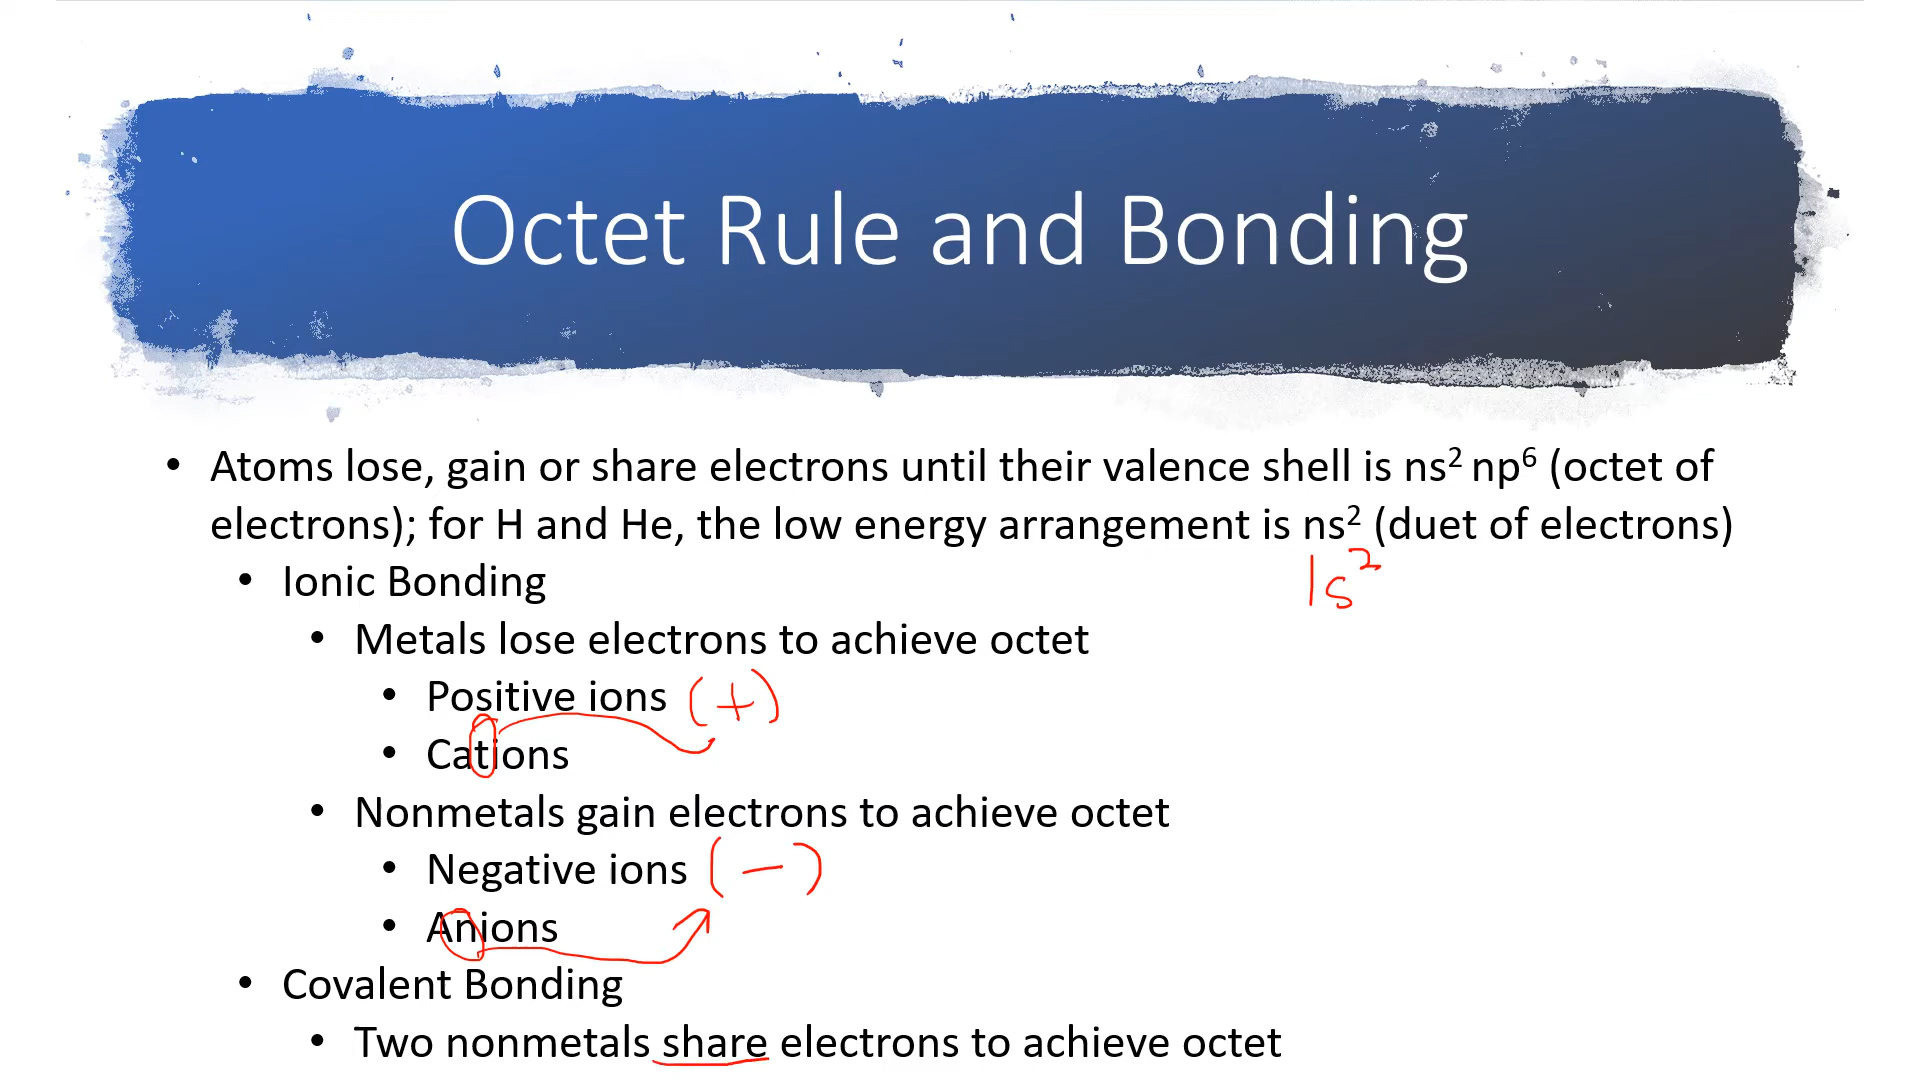 Octet Rule and Bonding
• Atoms lose, gain or share electrons until their valence shell is ns² np⁶ (octet of
electrons); for H and He, the low energy arrangement is ns² (duet of electrons)
1s²
• Ionic Bonding
• Metals lose electrons to achieve octet
• Positive ions (+)
• Cations
• Nonmetals gain electrons to achieve octet
• Negative ions (−)
• Anions
• Covalent Bonding
• Two nonmetals share electrons to achieve octet